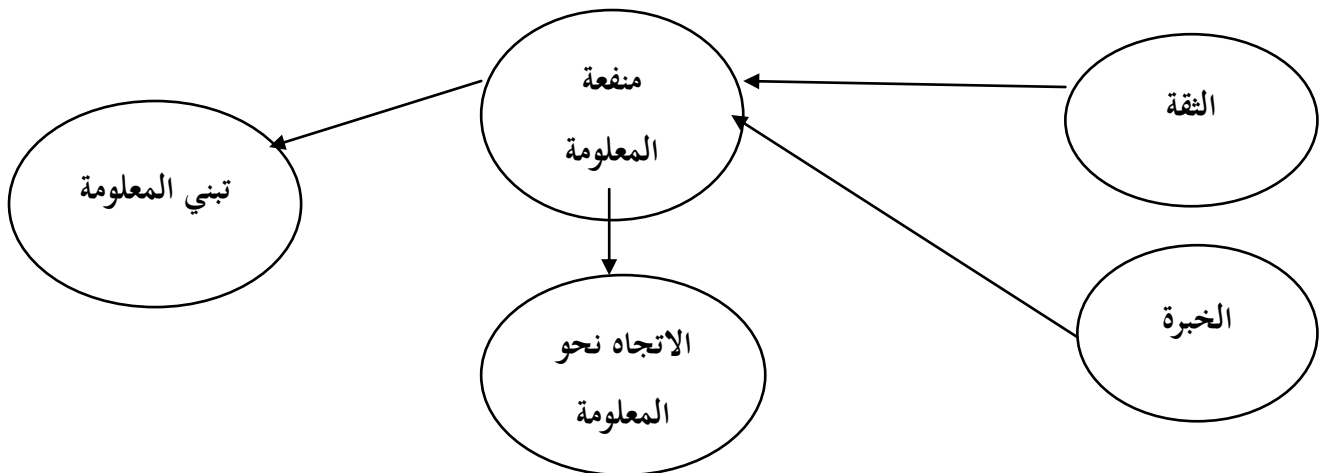 منفعة
المعلومة
الثقة
تبني المعلومة
الخبرة
الاتجاه نحو
المعلومة